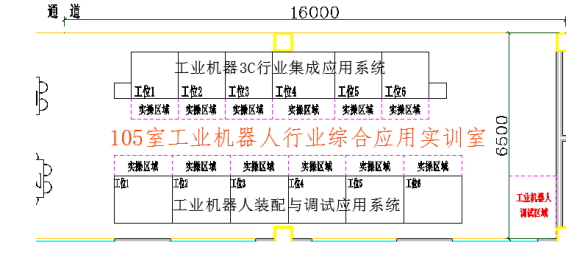 通 道
16000
工业机器3C行业集成应用系统
工位1 工位2 工位3 工位4 工位5 工位6
实操区域 实操区域 实操区域 实操区域 实操区域 实操区域
105室工业机器人行业综合应用实训室
6500
实操区域 实操区域 实操区域 实操区域 实操区域 实操区域
工位1 工位2 工位3 工位4 工位5 工位6
工业机器人装配与调试应用系统
工业机器人
调试区域